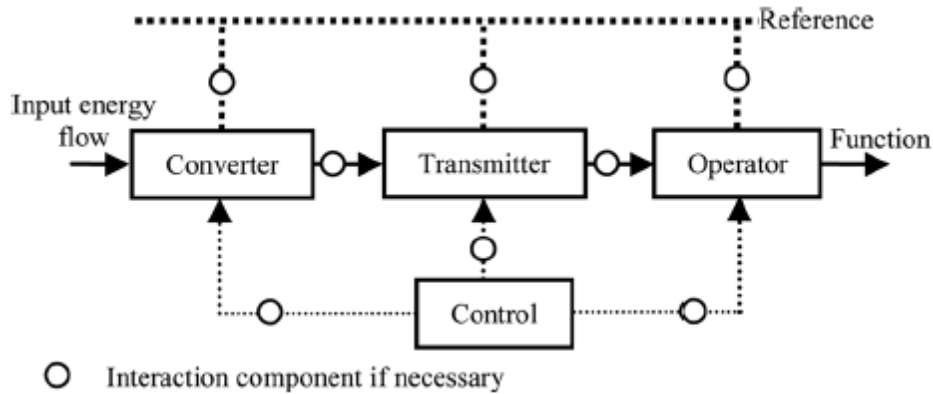 Reference
Input energy
flow
Converter
Transmitter
Operator
Function
Control
Interaction component if necessary